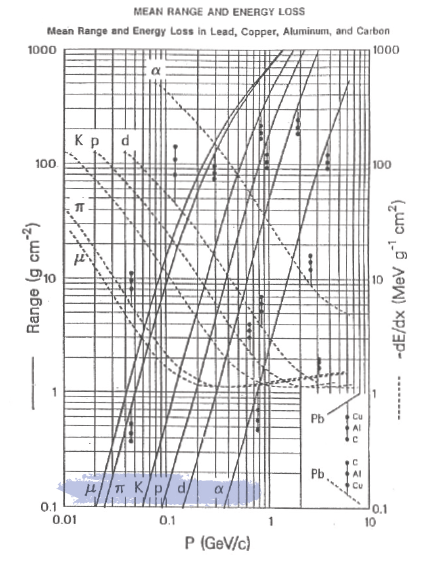 MEAN RANGE AND ENERGY LOSS
Mean Range and Energy Loss in Lead, Copper, Aluminum, and Carbon
1000
1000
α
K p d
100
100
π
μ
Range (g cm⁻²)
-dE/dx (MeV g⁻¹ cm²)
10
10
1
1
Pb
Cu
Al
C
C
Pb
Al
Cu
μ π K p d α
0.1
0.1
0.01 0.1 1 10
P (GeV/c)